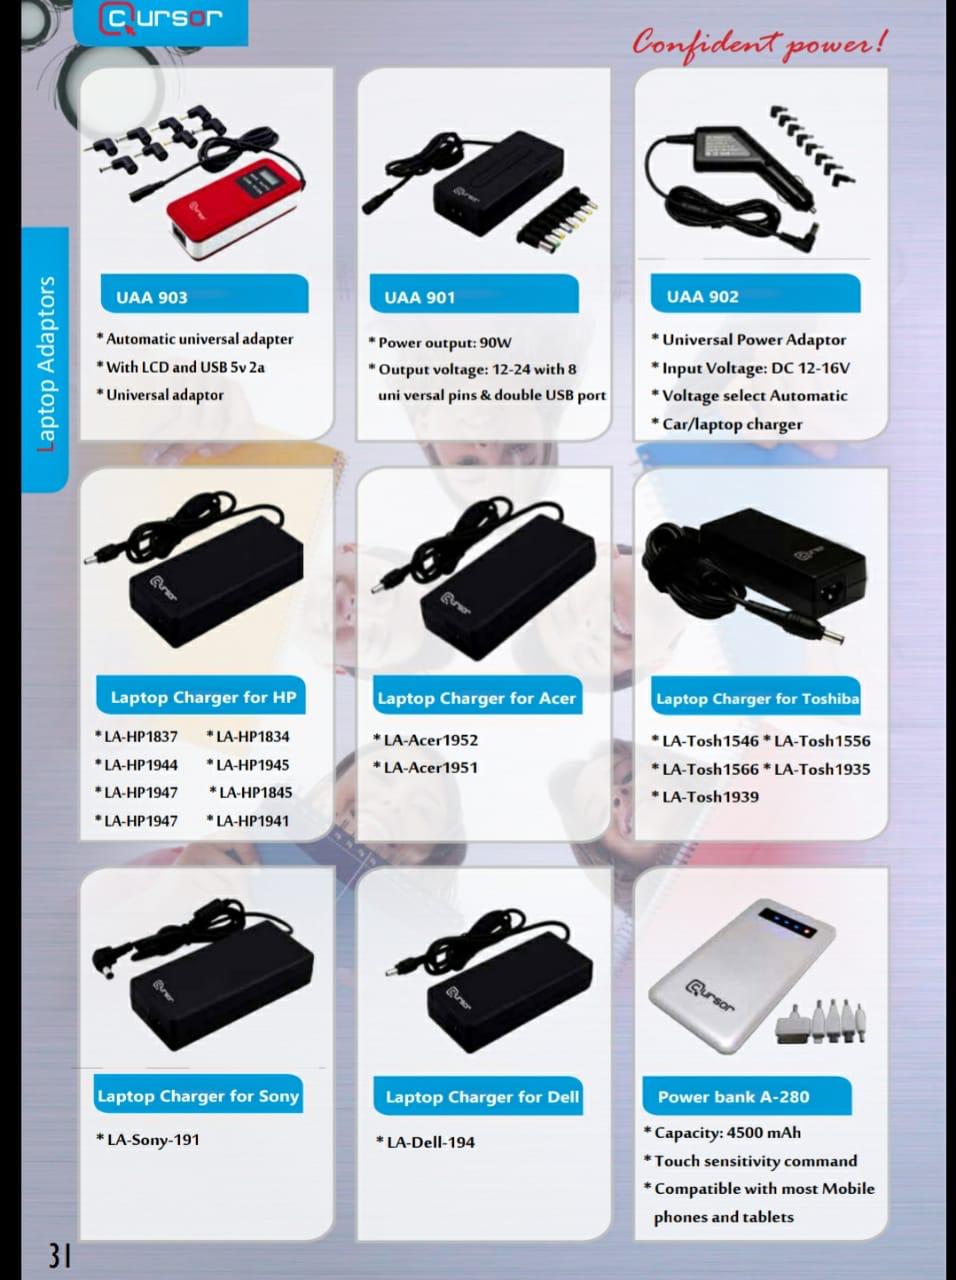 Cursor
Confident power!
Laptop Adaptors
UAA 903
* Automatic universal adapter
* With LCD and USB 5v 2a
* Universal adaptor
UAA 901
* Power output: 90W
* Output voltage: 12-24 with 8
uni versal pins & double USB port
UAA 902
* Universal Power Adaptor
* Input Voltage: DC 12-16V
* Voltage select Automatic
* Car/laptop charger
Cursor
Laptop Charger for HP
* LA-HP1837 * LA-HP1834
* LA-HP1944 * LA-HP1945
* LA-HP1947 * LA-HP1845
* LA-HP1947 * LA-HP1941
Cursor
Laptop Charger for Acer
* LA-Acer1952
* LA-Acer1951
Cursor
Laptop Charger for Toshiba
* LA-Tosh1546 * LA-Tosh1556
* LA-Tosh1566 * LA-Tosh1935
* LA-Tosh1939
Cursor
Laptop Charger for Sony
* LA-Sony-191
Cursor
Laptop Charger for Dell
* LA-Dell-194
Cursor
Power bank A-280
* Capacity: 4500 mAh
* Touch sensitivity command
* Compatible with most Mobile
phones and tablets
31